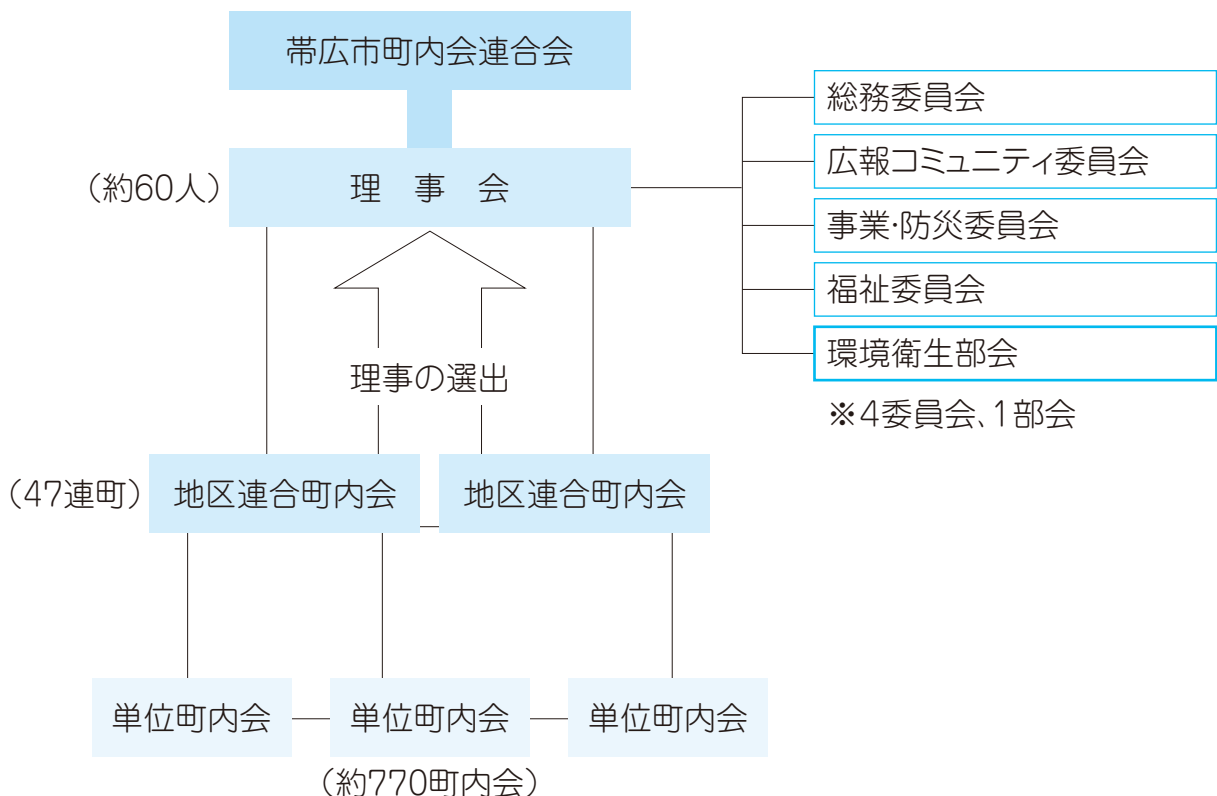 帯広市町内会連合会
（約60人）
理　事　会
総務委員会
広報コミュニティ委員会
事業・防災委員会
福祉委員会
環境衛生部会
※4委員会、1部会
理事の選出
（47連町）
地区連合町内会
地区連合町内会
単位町内会
単位町内会
単位町内会
（約770町内会）